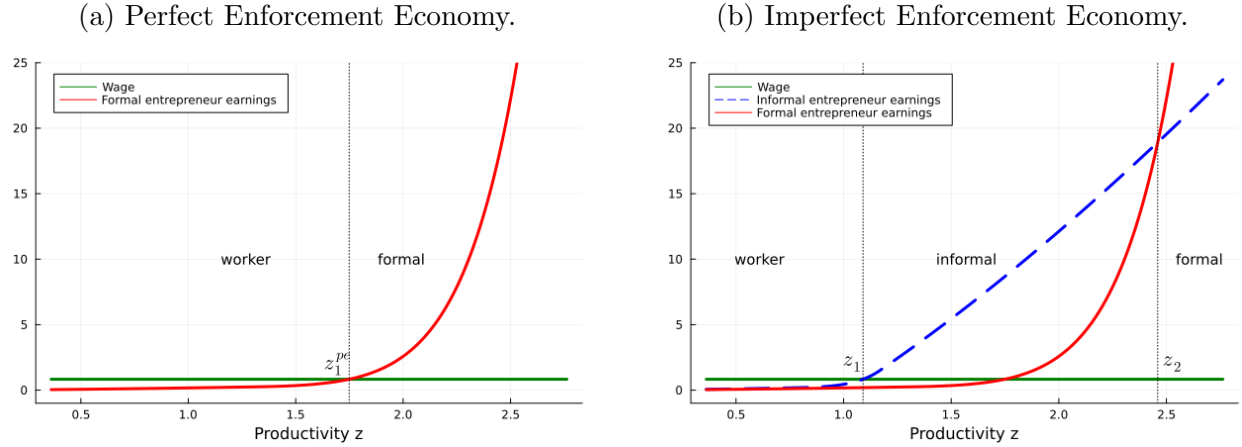 (a) Perfect Enforcement Economy.
25
20
15
10
5
0
Wage
Formal entrepreneur earnings
worker
formal
z₁ᵖᵉ
0.5 1.0 1.5 2.0 2.5
Productivity z
(b) Imperfect Enforcement Economy.
25
20
15
10
5
0
Wage
Informal entrepreneur earnings
Formal entrepreneur earnings
worker
informal
formal
z₁
z₂
0.5 1.0 1.5 2.0 2.5
Productivity z